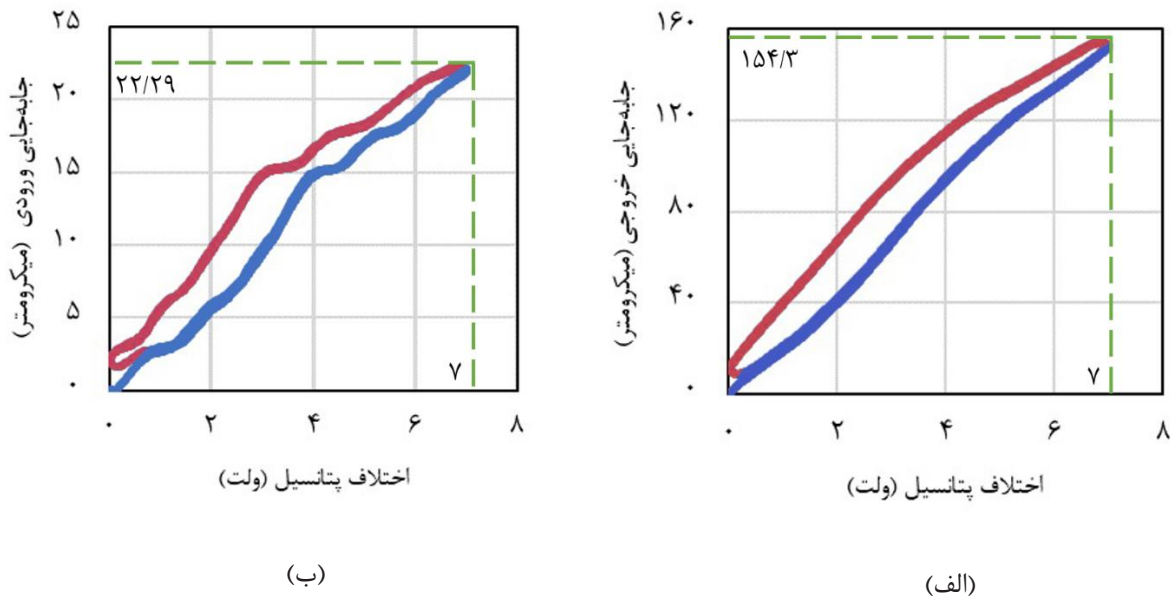 ۱۶۰
۱۲۰
۸۰
۴۰
۰
جابه‌جایی خروجی (میکرومتر)
۱۵۴/۳
۷
۰ ۲ ۴ ۶ ۸
اختلاف پتانسیل (ولت)
(الف)
۲۵
۲۰
۱۵
۱۰
۵
۰
جابه‌جایی ورودی (میکرومتر)
۲۲/۲۹
۷
۰ ۲ ۴ ۶ ۸
اختلاف پتانسیل (ولت)
(ب)